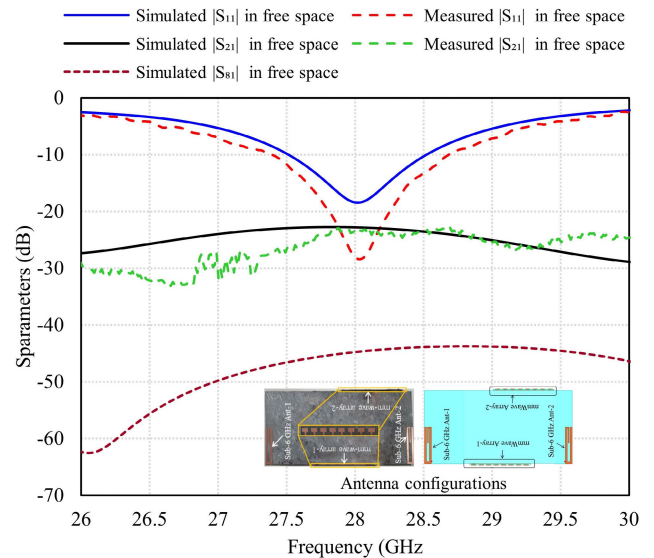 Simulated |S₁₁| in free space
Measured |S₁₁| in free space
Simulated |S₂₁| in free space
Measured |S₂₁| in free space
Simulated |S₈₁| in free space
0
-10
-20
-30
-40
-50
-60
-70
Sparameters (dB)
Sub-6 GHz Ant-1
mm-wave array-2
mm-wave array-1
Sub-6 GHz Ant-2
Sub-6 GHz Ant-1
mmWave Array-2
mmWave Array-1
Sub-6 GHz Ant-2
Antenna configurations
26
26.5
27
27.5
28
28.5
29
29.5
30
Frequency (GHz